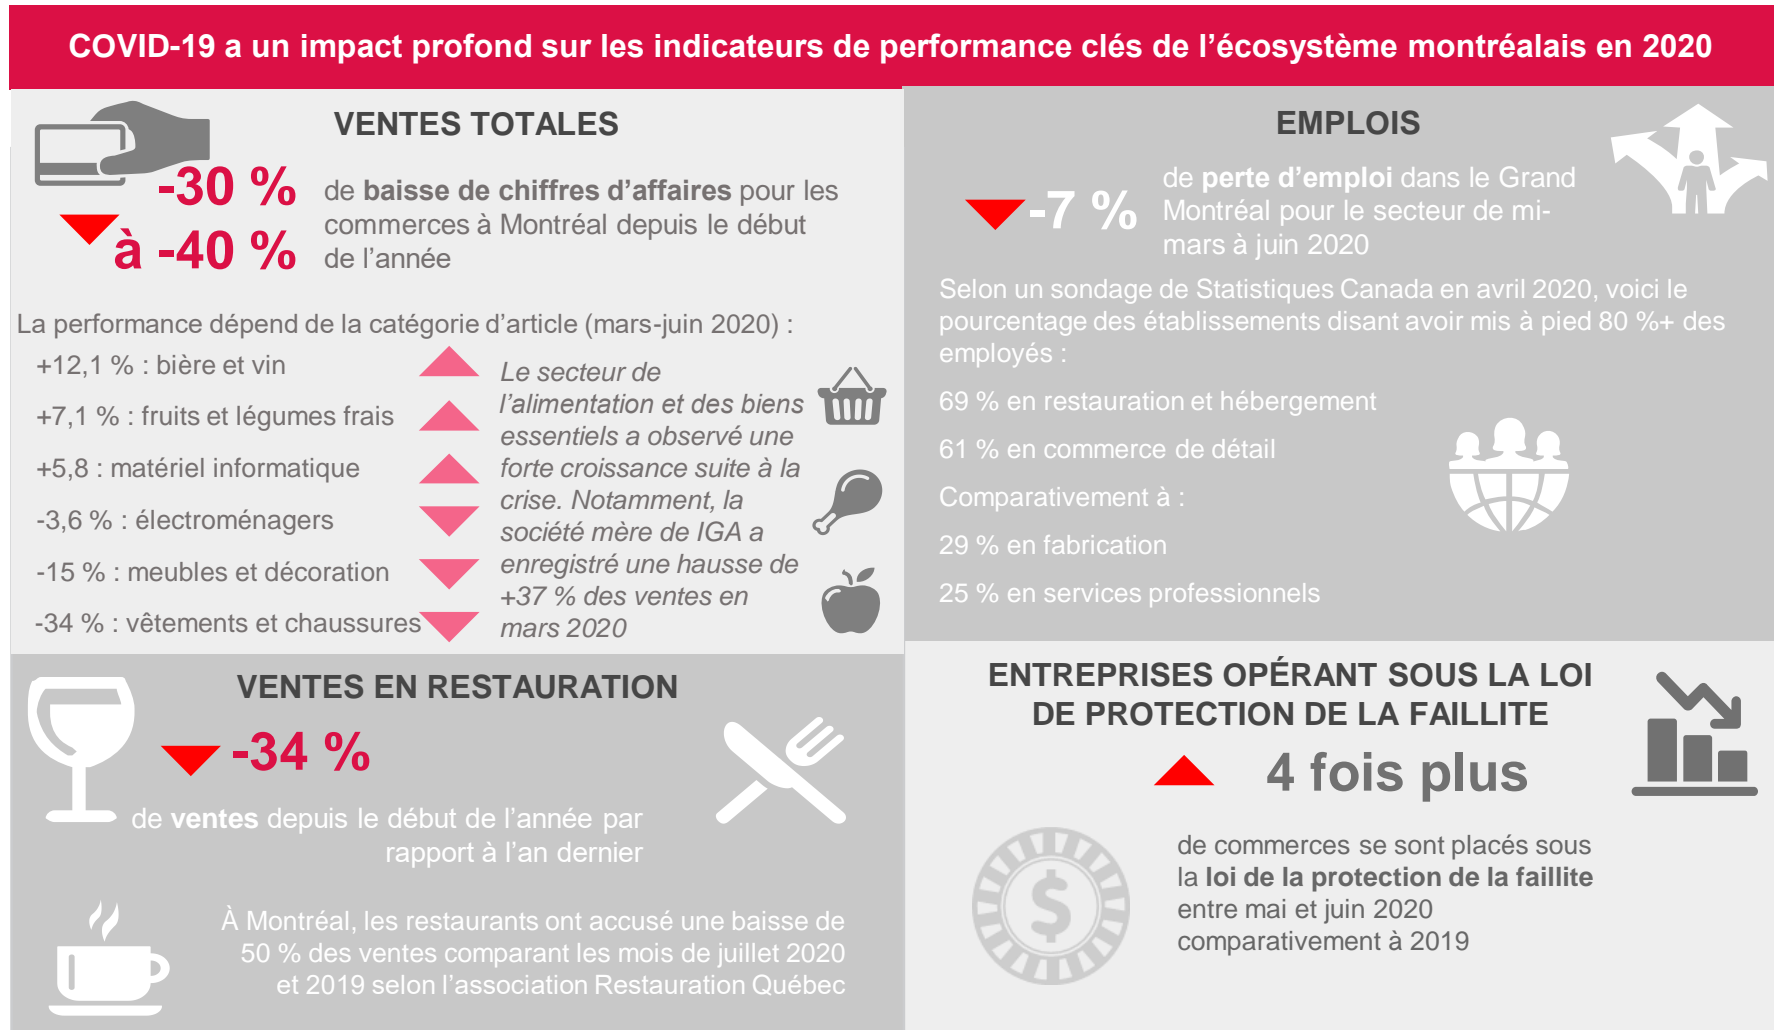 COVID-19 a un impact profond sur les indicateurs de performance clés de l’écosystème montréalais en 2020
VENTES TOTALES
-30 %
à -40 %
de baisse de chiffres d’affaires pour les
commerces à Montréal depuis le début
de l’année
La performance dépend de la catégorie d’article (mars-juin 2020) :
+12,1 % : bière et vin
+7,1 % : fruits et légumes frais
+5,8 : matériel informatique
-3,6 % : électroménagers
-15 % : meubles et décoration
-34 % : vêtements et chaussures
Le secteur de
l’alimentation et des biens
essentiels a observé une
forte croissance suite à la
crise. Notamment, la
société mère de IGA a
enregistré une hausse de
+37 % des ventes en
mars 2020
EMPLOIS
-7 %
de perte d’emploi dans le Grand
Montréal pour le secteur de mi-
mars à juin 2020
Selon un sondage de Statistiques Canada en avril 2020, voici le
pourcentage des établissements disant avoir mis à pied 80 %+ des
employés :
69 % en restauration et hébergement
61 % en commerce de détail
Comparativement à :
29 % en fabrication
25 % en services professionnels
VENTES EN RESTAURATION
-34 %
de ventes depuis le début de l’année par
rapport à l’an dernier
À Montréal, les restaurants ont accusé une baisse de
50 % des ventes comparant les mois de juillet 2020
et 2019 selon l’association Restauration Québec
ENTREPRISES OPÉRANT SOUS LA LOI
DE PROTECTION DE LA FAILLITE
4 fois plus
$
de commerces se sont placés sous
la loi de la protection de la faillite
entre mai et juin 2020
comparativement à 2019